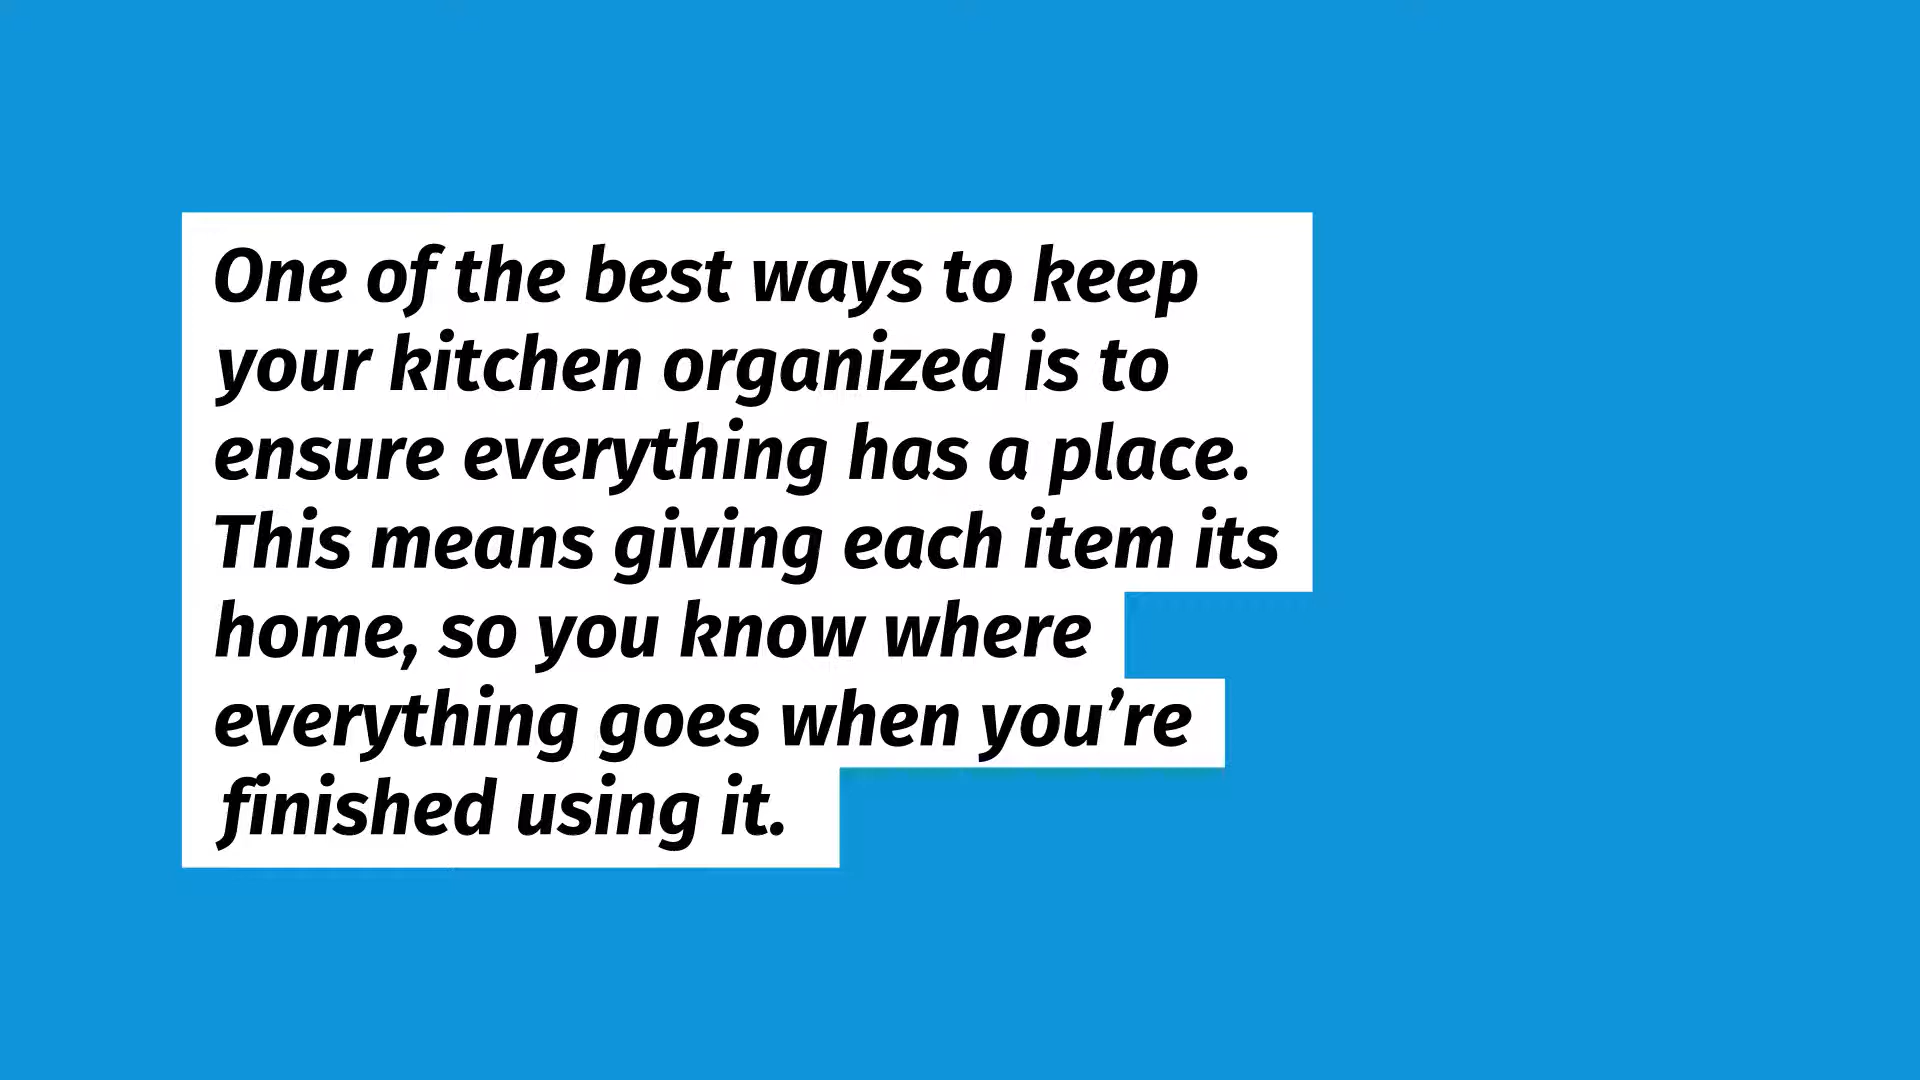 One of the best ways to keep
your kitchen organized is to
ensure everything has a place.
This means giving each item its
home, so you know where
everything goes when you’re
finished using it.